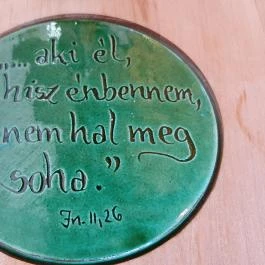 „... aki él,
hisz énbennem,
nem hal meg
soha.”
Jn. 11,26